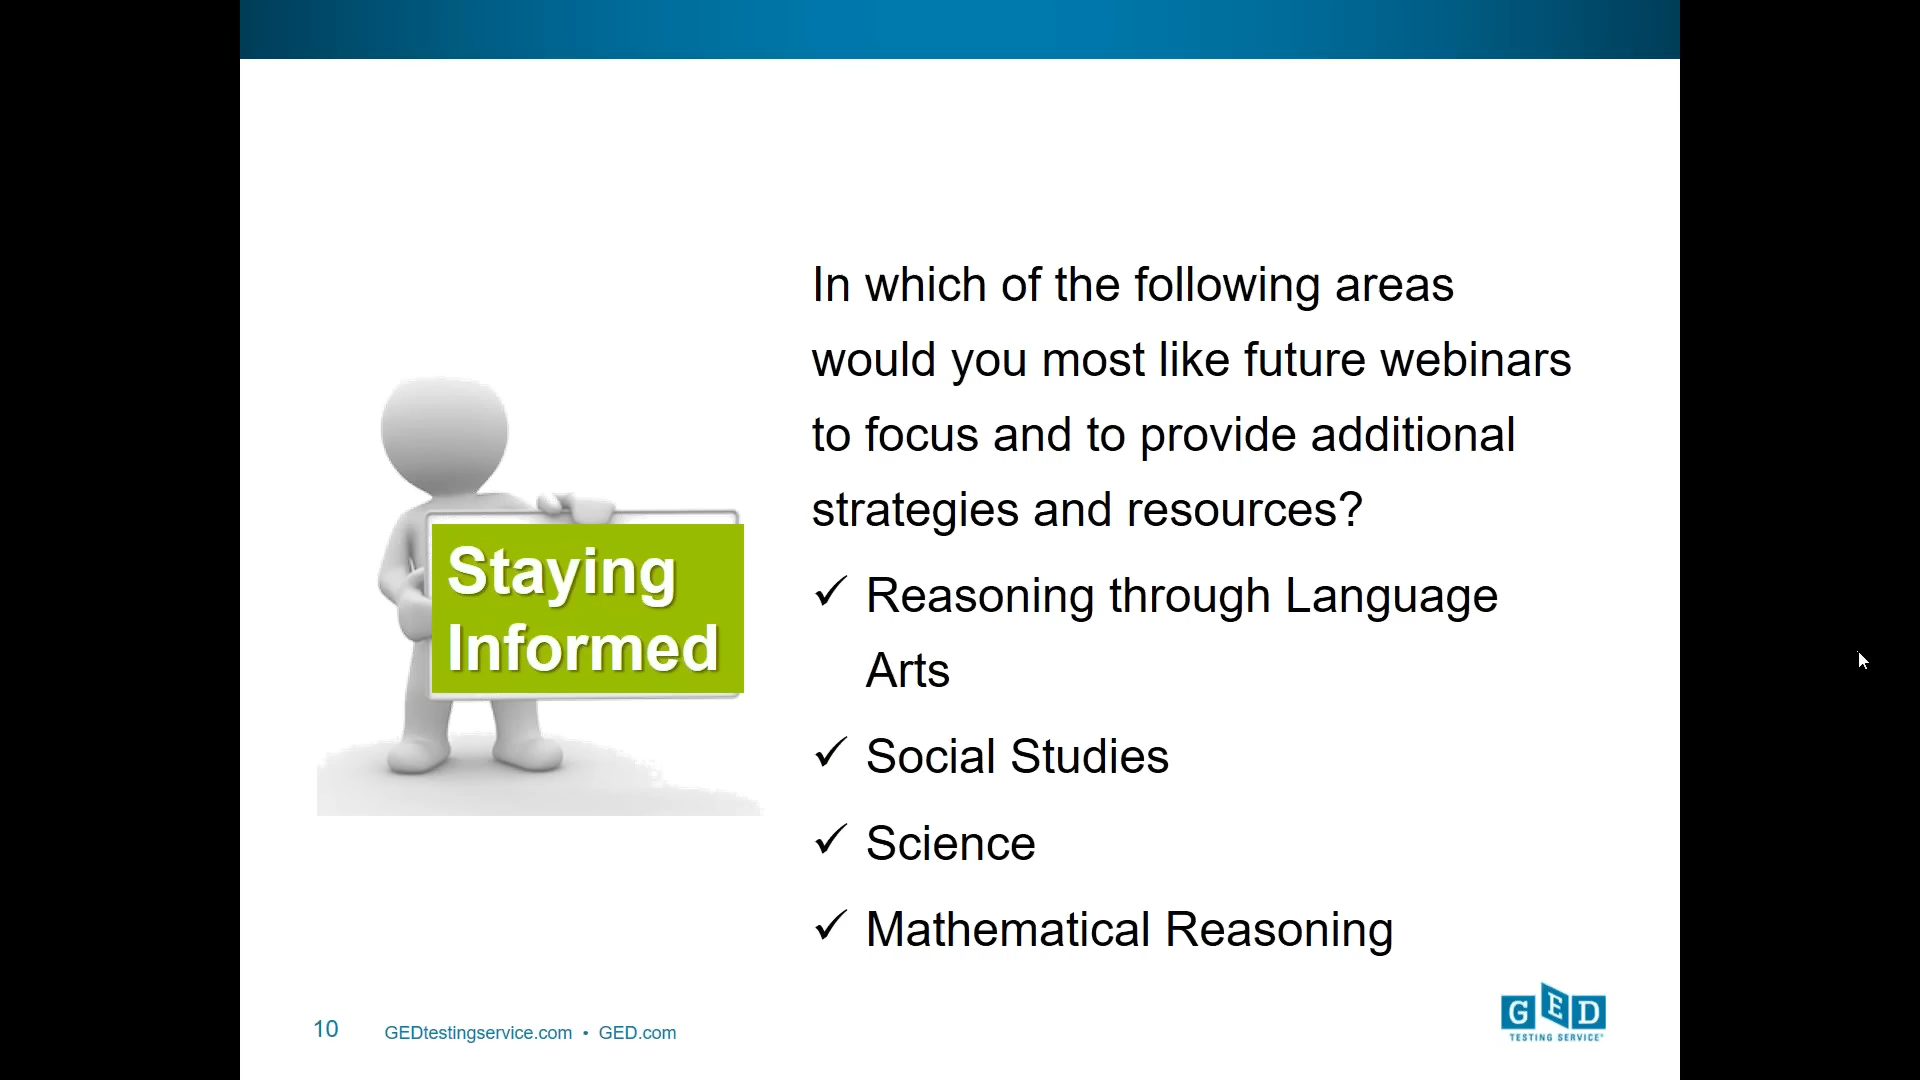 In which of the following areas
would you most like future webinars
to focus and to provide additional
strategies and resources?
✓ Reasoning through Language
Arts
✓ Social Studies
✓ Science
✓ Mathematical Reasoning
Staying
Informed
10 GEDtestingservice.com • GED.com
GED
TESTING SERVICE®